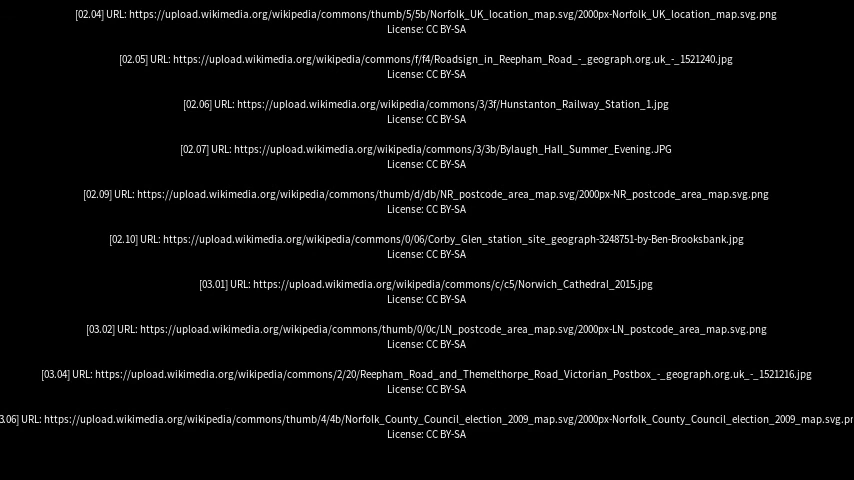 [02.04] URL: https://upload.wikimedia.org/wikipedia/commons/thumb/5/5b/Norfolk_UK_location_map.svg/2000px-Norfolk_UK_location_map.svg.png
License: CC BY-SA
[02.05] URL: https://upload.wikimedia.org/wikipedia/commons/f/f4/Roadsign_in_Reepham_Road_-_geograph.org.uk_-_1521240.jpg
License: CC BY-SA
[02.06] URL: https://upload.wikimedia.org/wikipedia/commons/3/3f/Hunstanton_Railway_Station_1.jpg
License: CC BY-SA
[02.07] URL: https://upload.wikimedia.org/wikipedia/commons/3/3b/Bylaugh_Hall_Summer_Evening.JPG
License: CC BY-SA
[02.09] URL: https://upload.wikimedia.org/wikipedia/commons/thumb/d/db/NR_postcode_area_map.svg/2000px-NR_postcode_area_map.svg.png
License: CC BY-SA
[02.10] URL: https://upload.wikimedia.org/wikipedia/commons/0/06/Corby_Glen_station_site_geograph-3248751-by-Ben-Brooksbank.jpg
License: CC BY-SA
[03.01] URL: https://upload.wikimedia.org/wikipedia/commons/c/c5/Norwich_Cathedral_2015.jpg
License: CC BY-SA
[03.02] URL: https://upload.wikimedia.org/wikipedia/commons/thumb/0/0c/LN_postcode_area_map.svg/2000px-LN_postcode_area_map.svg.png
License: CC BY-SA
[03.04] URL: https://upload.wikimedia.org/wikipedia/commons/2/20/Reepham_Road_and_Themelthorpe_Road_Victorian_Postbox_-_geograph.org.uk_-_1521216.jpg
License: CC BY-SA
3.06] URL: https://upload.wikimedia.org/wikipedia/commons/thumb/4/4b/Norfolk_County_Council_election_2009_map.svg/2000px-Norfolk_County_Council_election_2009_map.svg.pn
License: CC BY-SA